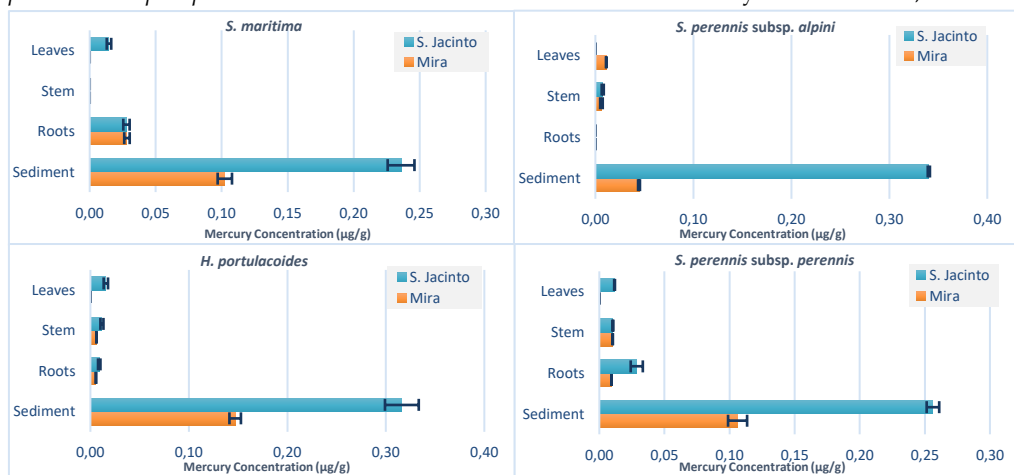 S. maritima
S. Jacinto
Mira
Leaves
Stem
Roots
Sediment
0,00 0,05 0,10 0,15 0,20 0,25 0,30
Mercury Concentration (µg/g)
S. perennis subsp. alpini
S. Jacinto
Mira
Leaves
Stem
Roots
Sediment
0,00 0,10 0,20 0,30 0,40
Mercury Concentration (µg/g)
H. portulacoides
S. Jacinto
Mira
Leaves
Stem
Roots
Sediment
0,00 0,10 0,20 0,30 0,40
Mercury Concentration (µg/g)
S. perennis subsp. perennis
S. Jacinto
Mira
Leaves
Stem
Roots
Sediment
0,00 0,05 0,10 0,15 0,20 0,25 0,30
Mercury Concentration (µg/g)